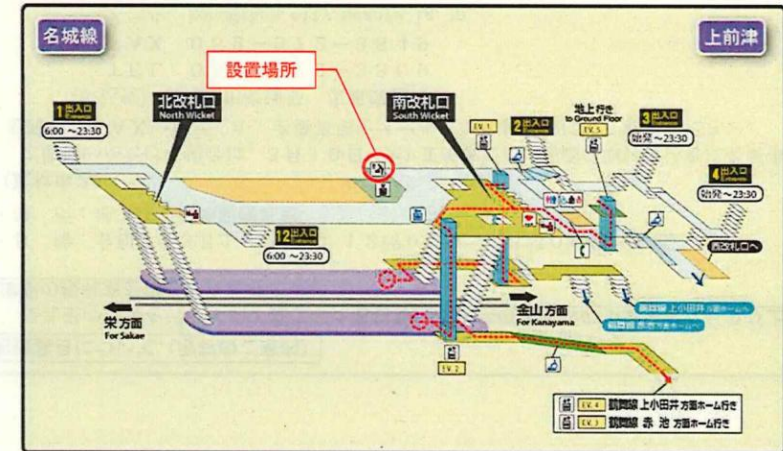 名城線
上前津
設置場所
1 出入口
Entrance
6:00 ～23:30
北改札口
North Wicket
南改札口
South Wicket
EV. 1
2 出入口
Entrance
地上 行き
to Ground Floor
EV. 5
3 出入口
Entrance
始発～23:30
4 出入口
Entrance
始発～23:30
西改札口へ
12 出入口
Entrance
6:00 ～23:30
栄 方面
For Sakae
金山 方面
For Kanayama
鶴舞線 上小田井 方面ホームへ
鶴舞線 赤池 方面ホームへ
EV. 2
EV. 4 鶴舞線 上小田井 方面ホーム行き
EV. 3 鶴舞線 赤 池 方面ホーム行き